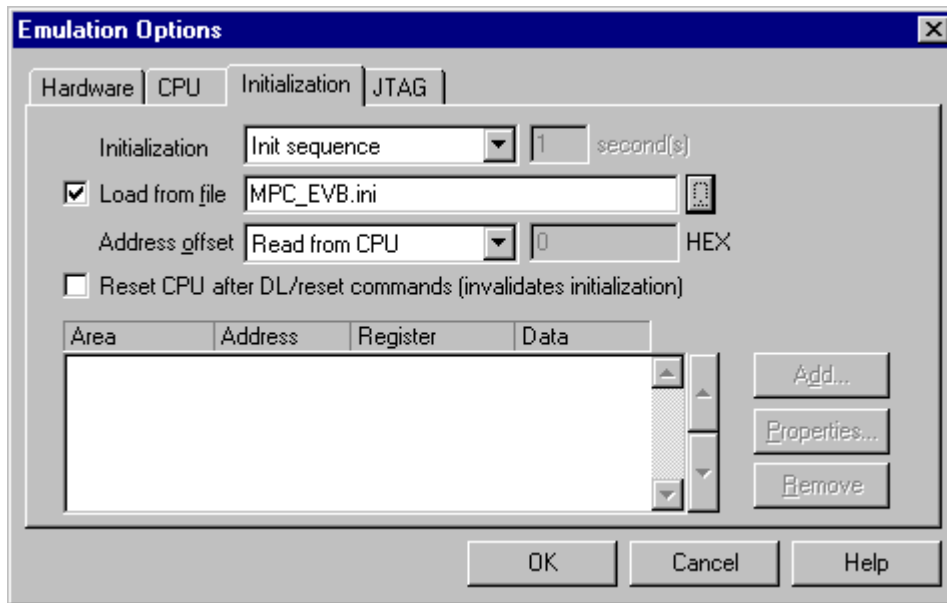 Emulation Options
Hardware CPU Initialization JTAG
Initialization Init sequence 1 second(s)
Load from file MPC_EVB.ini ...
Address offset Read from CPU 0 HEX
Reset CPU after DL/reset commands (invalidates initialization)
Area Address Register Data
Add...
Properties...
Remove
OK Cancel Help